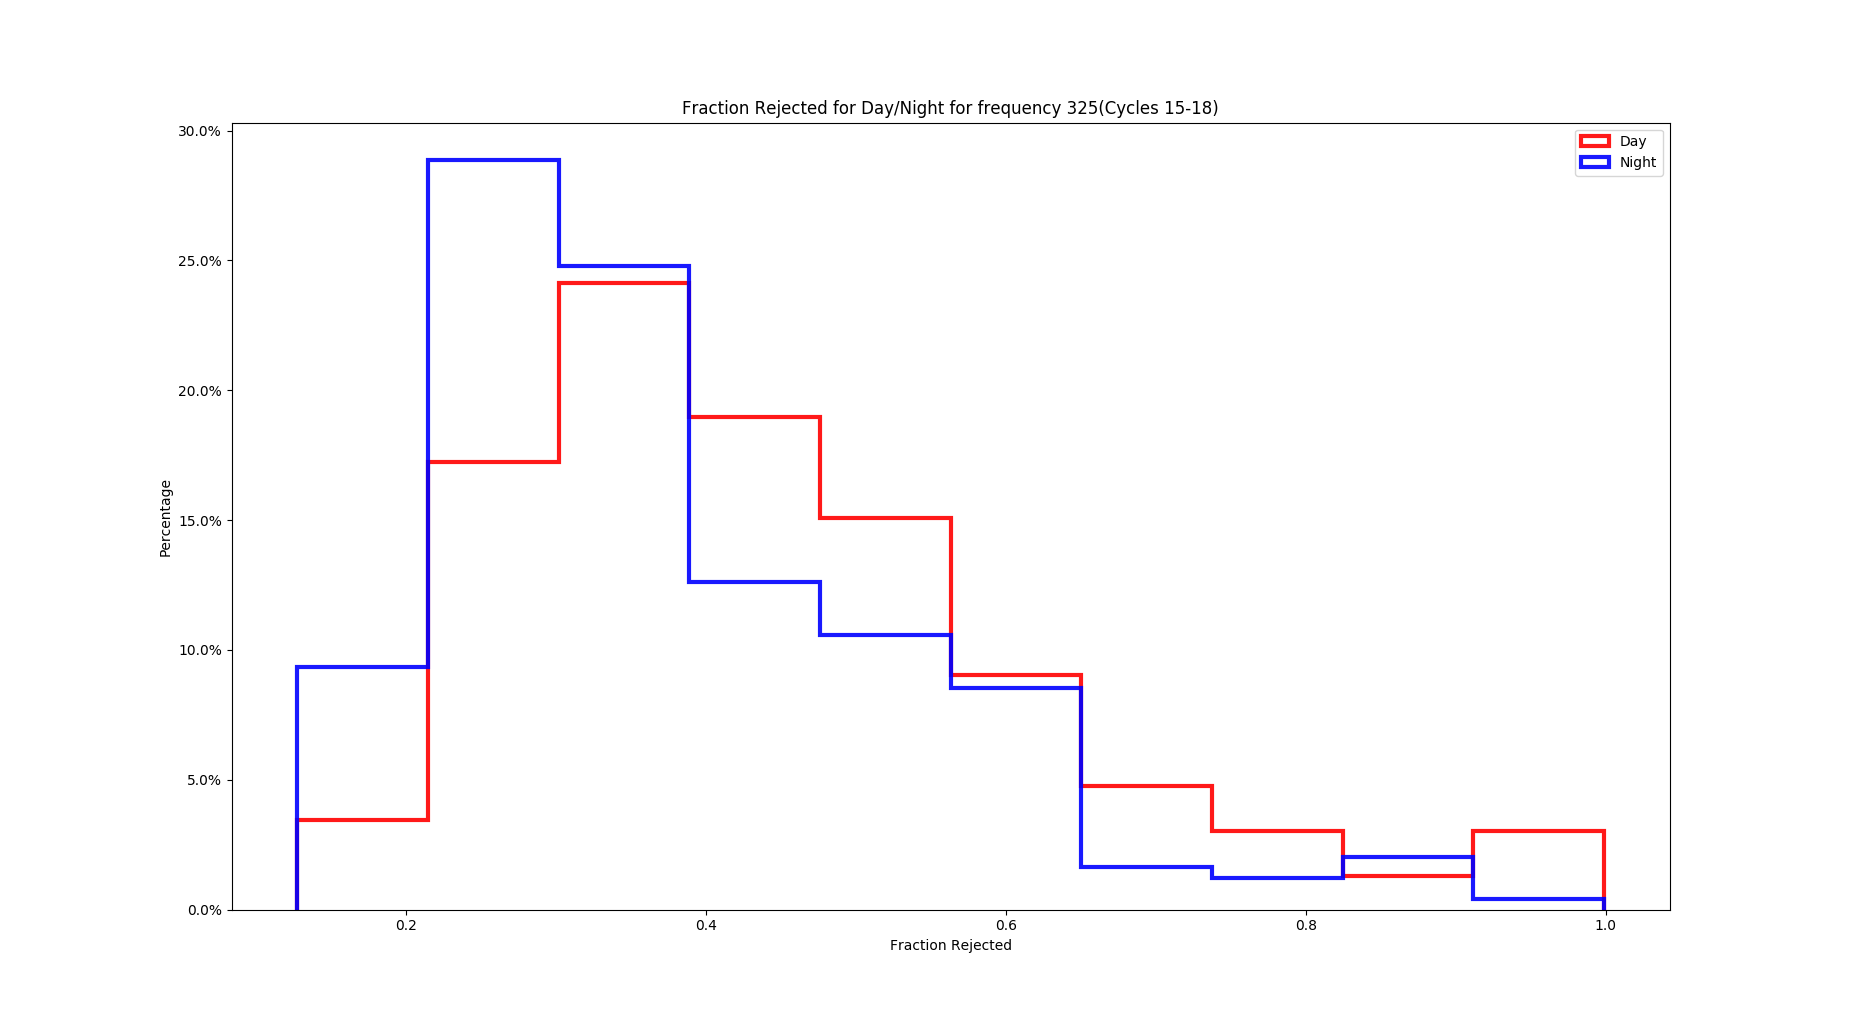 Fraction Rejected for Day/Night for frequency 325(Cycles 15-18)
Day
Night
Percentage
30.0%
25.0%
20.0%
15.0%
10.0%
5.0%
0.0%
0.2
0.4
0.6
0.8
1.0
Fraction Rejected